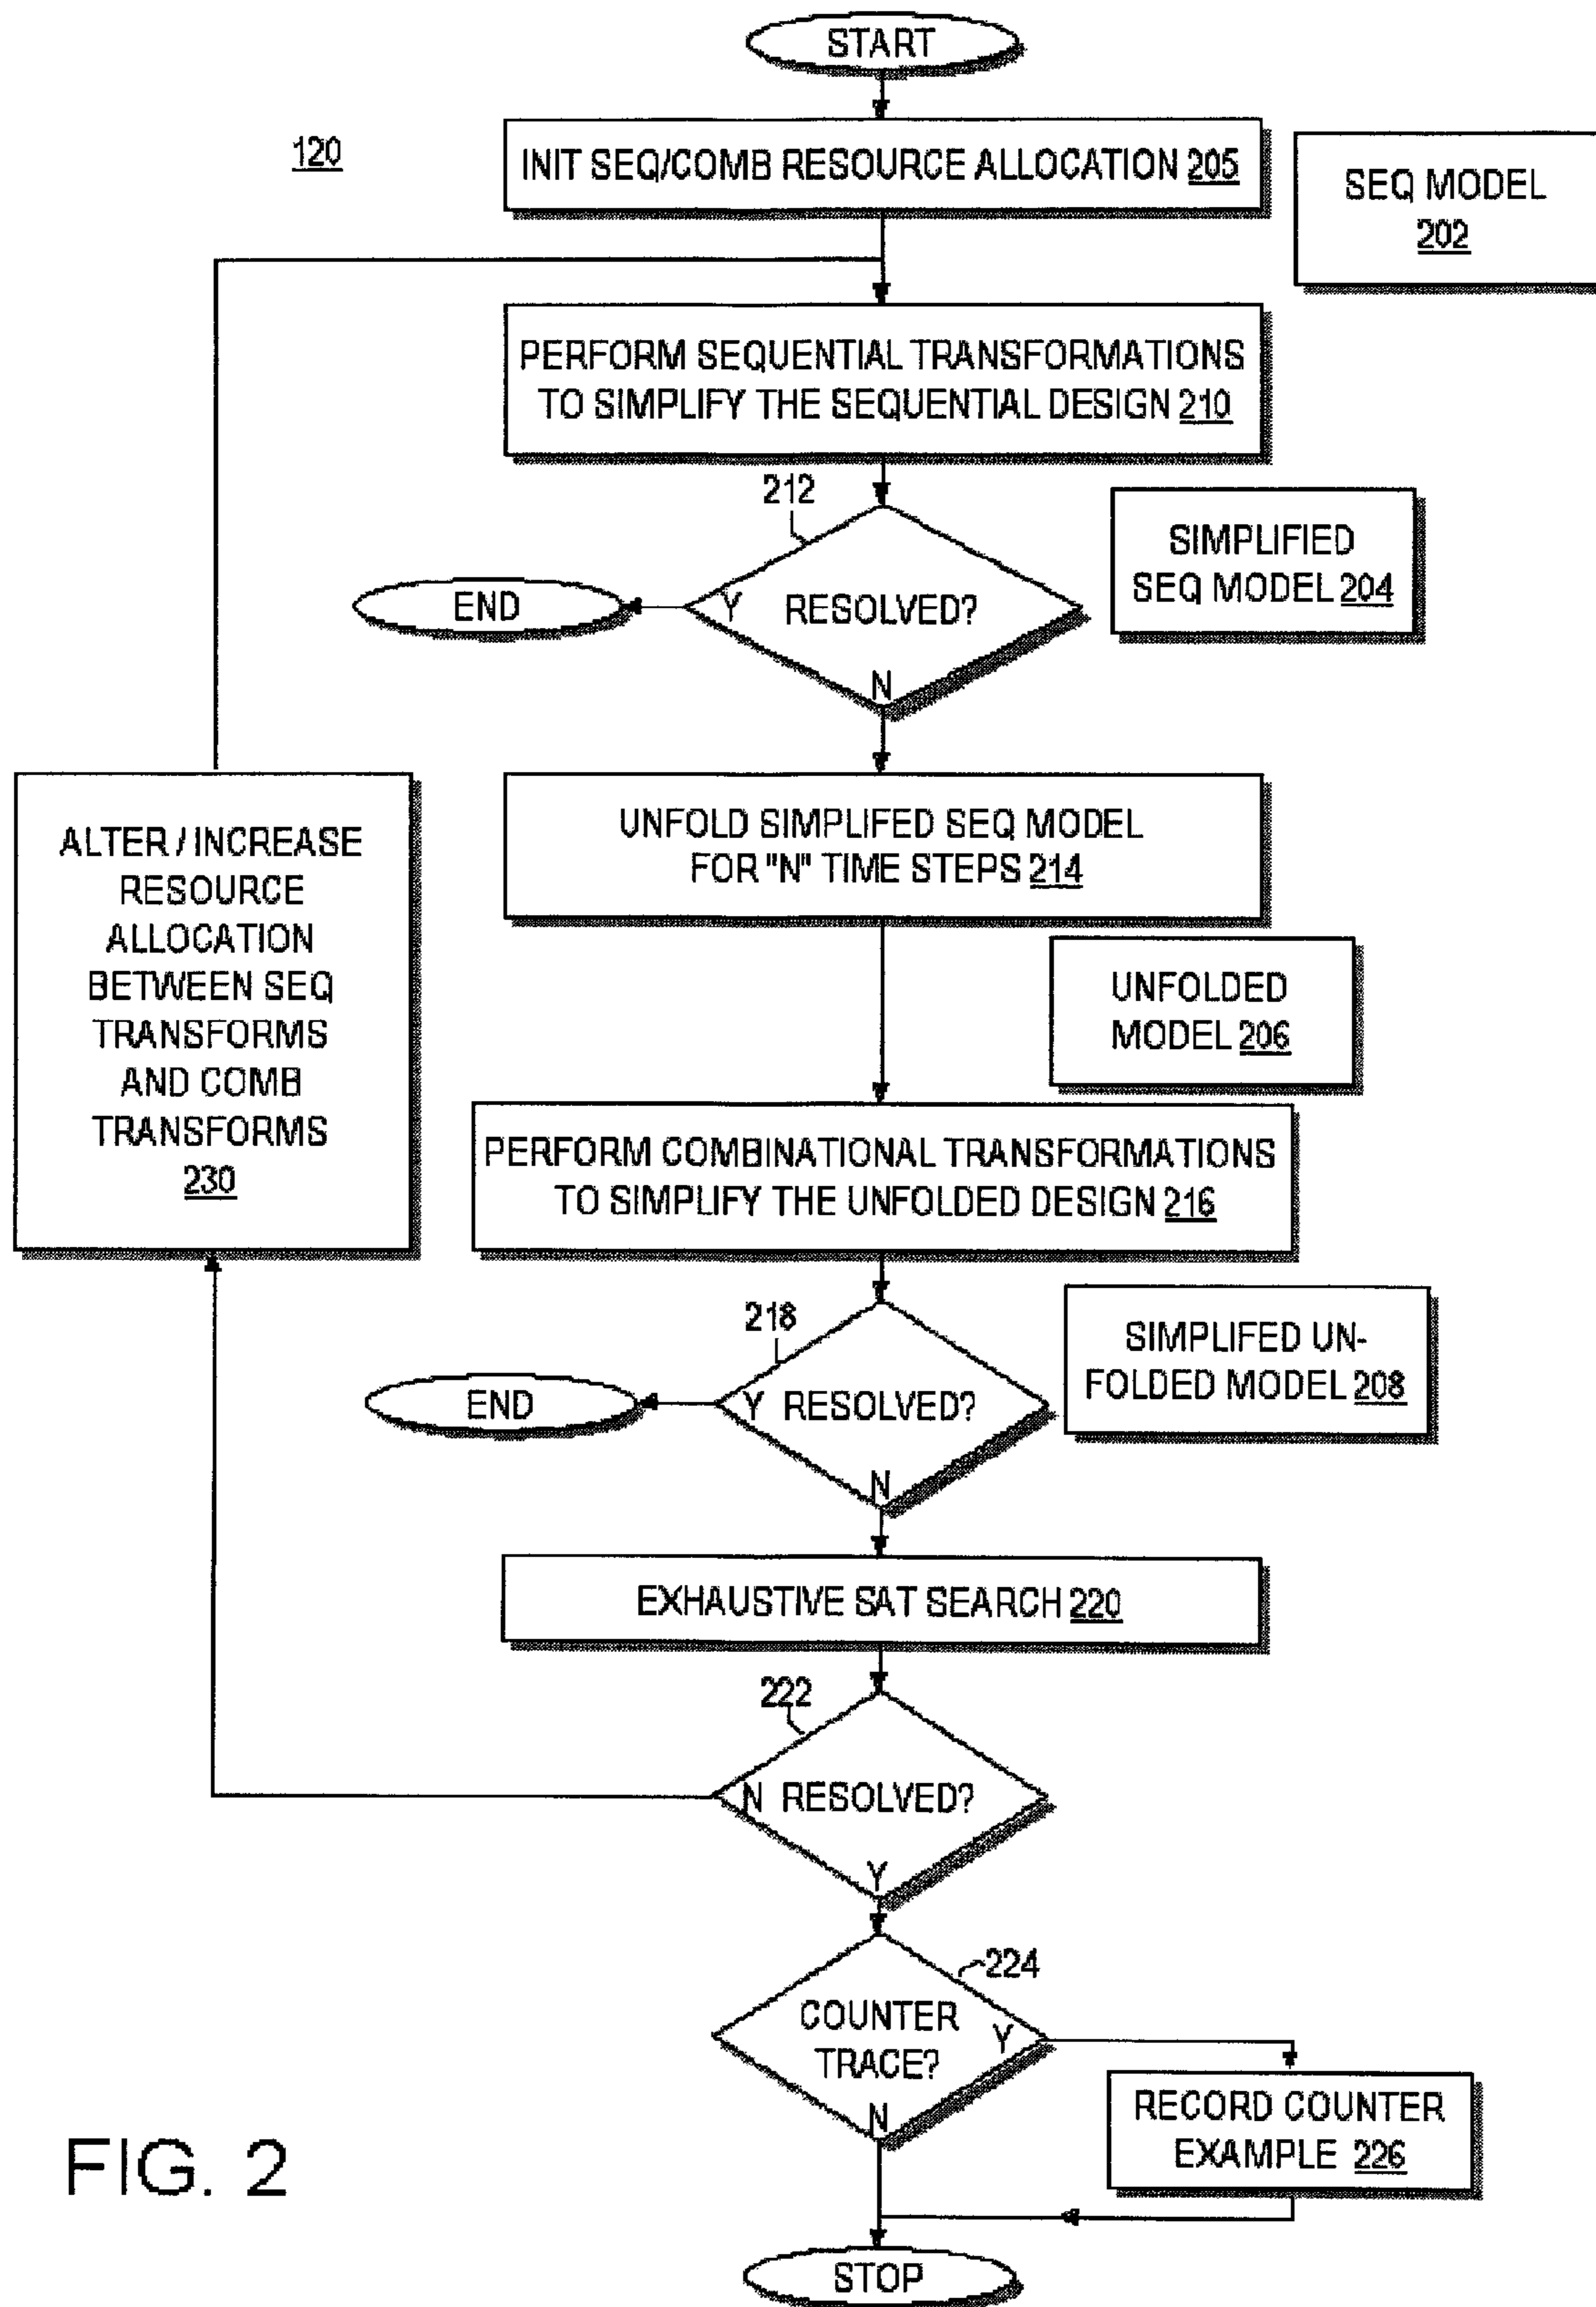 START
120
INIT SEQ/COMB RESOURCE ALLOCATION 205
SEQ MODEL
202
PERFORM SEQUENTIAL TRANSFORMATIONS
TO SIMPLIFY THE SEQUENTIAL DESIGN 210
212
SIMPLIFIED
SEQ MODEL 204
END
Y
RESOLVED?
N
UNFOLD SIMPLIFED SEQ MODEL
FOR "N" TIME STEPS 214
ALTER / INCREASE
RESOURCE
ALLOCATION
BETWEEN SEQ
TRANSFORMS
AND COMB
TRANSFORMS
230
UNFOLDED
MODEL 206
PERFORM COMBINATIONAL TRANSFORMATIONS
TO SIMPLIFY THE UNFOLDED DESIGN 216
218
SIMPLIFED UN-
FOLDED MODEL 208
END
Y RESOLVED?
N
EXHAUSTIVE SAT SEARCH 220
222
N RESOLVED?
Y
224
COUNTER
TRACE?
Y
N
RECORD COUNTER
EXAMPLE 226
FIG. 2
STOP